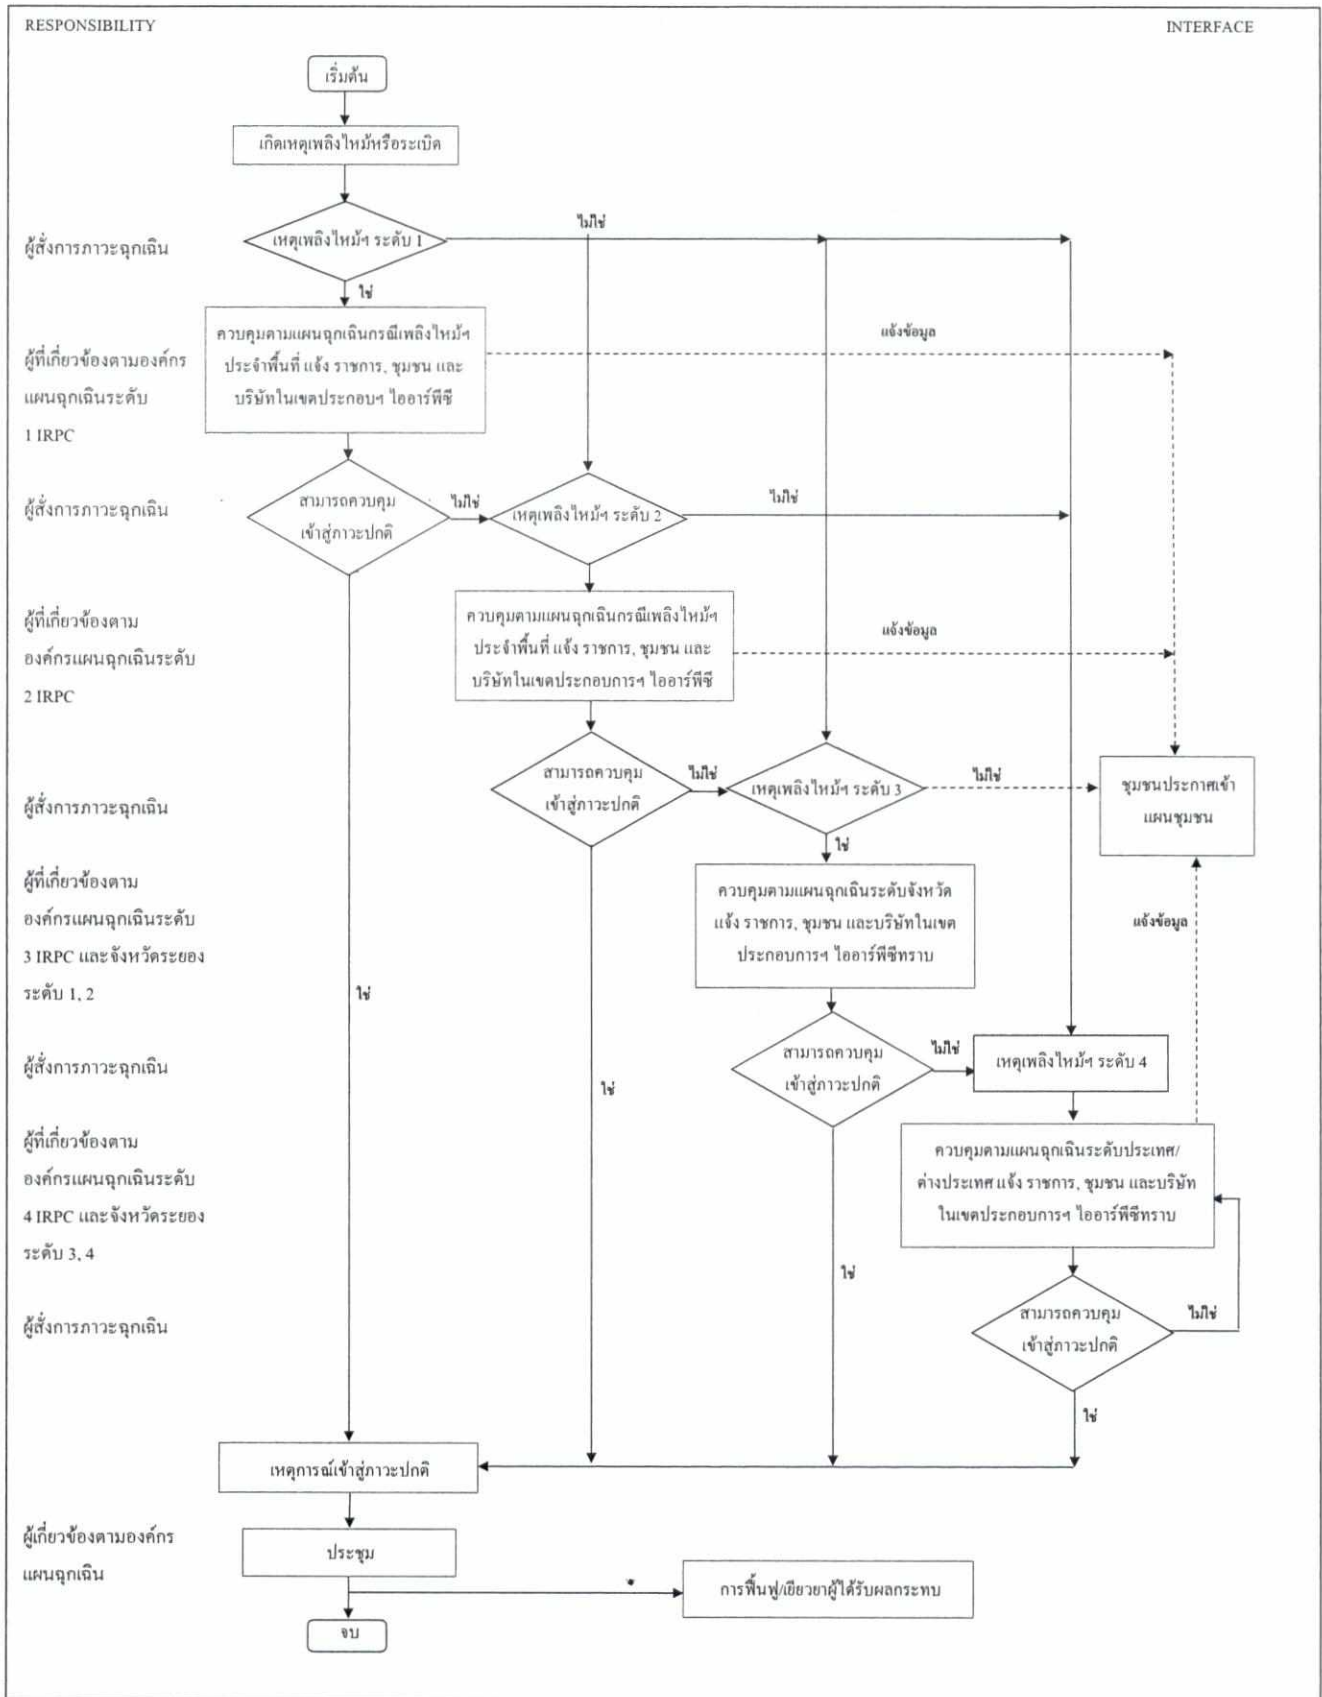 RESPONSIBILITY
INTERFACE
เริ่มต้น
เกิดเหตุเพลิงไหม้หรือระเบิด
ไม่ใช่
ผู้สั่งการภาวะฉุกเฉิน
เหตุเพลิงไหม้ฯ ระดับ 1
ใช่
ผู้ที่เกี่ยวข้องตามองค์กร
แผนฉุกเฉินระดับ
1 IRPC
ควบคุมตามแผนฉุกเฉินกรณีเพลิงไหม้ฯ
ประจำพื้นที่ แจ้ง ราชการ, ชุมชน และ
บริษัทในเขตประกอบฯ ไออาร์พีซี
แจ้งข้อมูล
ผู้สั่งการภาวะฉุกเฉิน
สามารถควบคุม
เข้าสู่ภาวะปกติ
ไม่ใช่
เหตุเพลิงไหม้ฯ ระดับ 2
ไม่ใช่
ผู้ที่เกี่ยวข้องตาม
องค์กรแผนฉุกเฉินระดับ
2 IRPC
ควบคุมตามแผนฉุกเฉินกรณีเพลิงไหม้ฯ
ประจำพื้นที่ แจ้ง ราชการ, ชุมชน และ
บริษัทในเขตประกอบการฯ ไออาร์พีซี
แจ้งข้อมูล
ผู้สั่งการภาวะฉุกเฉิน
สามารถควบคุม
เข้าสู่ภาวะปกติ
ไม่ใช่
เหตุเพลิงไหม้ฯ ระดับ 3
ไม่ใช่
ชุมชนประกาศเข้า
แผนชุมชน
ใช่
ผู้ที่เกี่ยวข้องตาม
องค์กรแผนฉุกเฉินระดับ
3 IRPC และจังหวัดระยอง
ระดับ 1, 2
ควบคุมตามแผนฉุกเฉินระดับจังหวัด
แจ้ง ราชการ, ชุมชน และบริษัทในเขต
ประกอบการฯ ไออาร์พีซีทราบ
แจ้งข้อมูล
ใช่
ผู้สั่งการภาวะฉุกเฉิน
สามารถควบคุม
เข้าสู่ภาวะปกติ
ไม่ใช่
เหตุเพลิงไหม้ฯ ระดับ 4
ใช่
ผู้ที่เกี่ยวข้องตาม
องค์กรแผนฉุกเฉินระดับ
4 IRPC และจังหวัดระยอง
ระดับ 3, 4
ควบคุมตามแผนฉุกเฉินระดับประเทศ/
ต่างประเทศ แจ้ง ราชการ, ชุมชน และบริษัท
ในเขตประกอบการฯ ไออาร์พีซีทราบ
ใช่
ผู้สั่งการภาวะฉุกเฉิน
สามารถควบคุม
เข้าสู่ภาวะปกติ
ไม่ใช่
ใช่
เหตุการณ์เข้าสู่ภาวะปกติ
ผู้เกี่ยวข้องตามองค์กร
แผนฉุกเฉิน
ประชุม
การฟื้นฟู/เยียวยาผู้ได้รับผลกระทบ
จบ